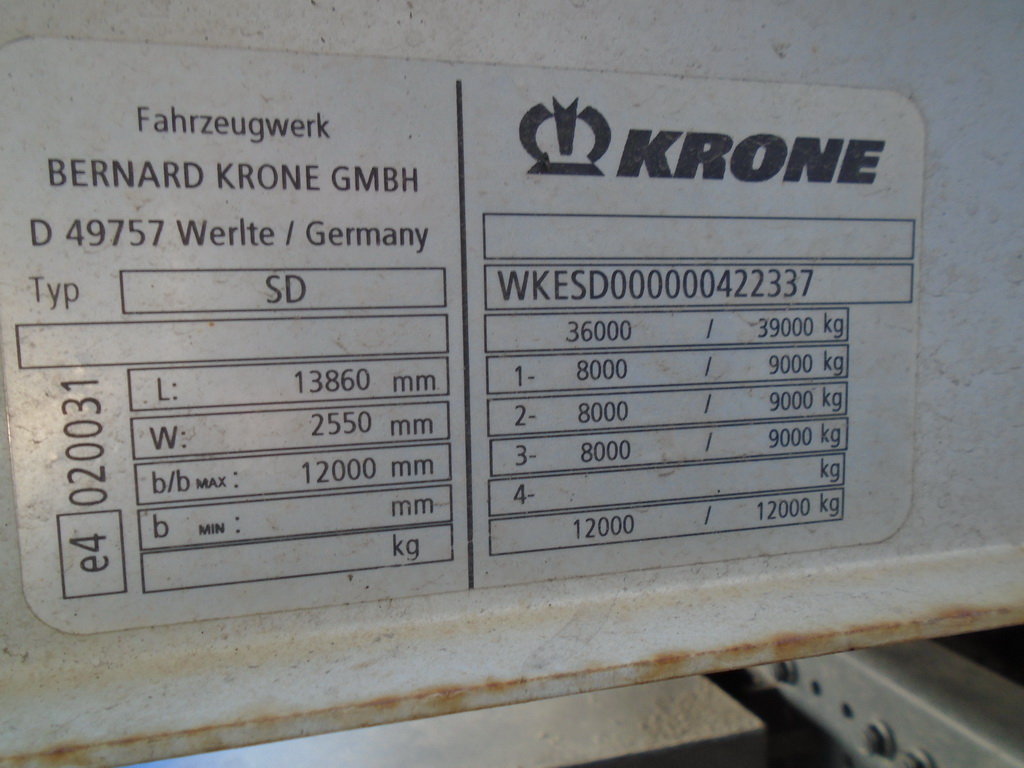 Fahrzeugwerk
BERNARD KRONE GMBH
D 49757 Werlte / Germany
Typ SD
L: 13860 mm
W: 2550 mm
b/b MAX : 12000 mm
b MIN : mm
kg
e4 0200331
KRONE
WKESD000000422337
36000 / 39000 kg
1- 8000 / 9000 kg
2- 8000 / 9000 kg
3- 8000 / 9000 kg
4- kg
12000 / 12000 kg